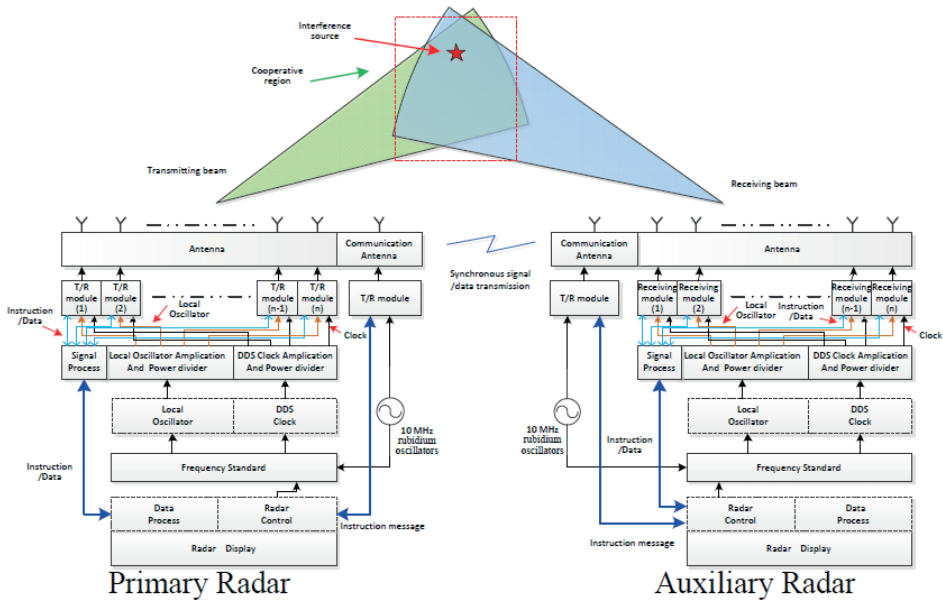 Interference
source
Cooperative
region
Transmitting beam
Receiving beam
Antenna
Communication
Antenna
T/R
module
(1)
T/R
module
(2)
T/R
module
(n-1)
T/R
module
(n)
T/R module
Local
Oscillator
Instruction
/Data
Clock
Signal
Process
Local Oscillator Amplication
And Power divider
DDS Clock Amplication
And Power divider
Local
Oscillator
DDS
Clock
10 MHz
rubidium
oscillators
Frequency Standard
Instruction
/Data
Data
Process
Radar
Control
Instruction message
Radar Display
Primary Radar
Synchronous signal
/data transmission
Communication
Antenna
Antenna
T/R module
Receiving
module
(1)
Receiving
module
(2)
Local
Oscillator
Instruction
/Data
Receiving
module
(n-1)
Receiving
module
(n)
Clock
Signal
Process
Local Oscillator Amplication
And Power divider
DDS Clock Amplication
And Power divider
Local
Oscillator
DDS
Clock
10 MHz
rubidium
oscillators
Instruction
/Data
Frequency Standard
Radar
Control
Data
Process
Instruction message
Radar Display
Auxiliary Radar